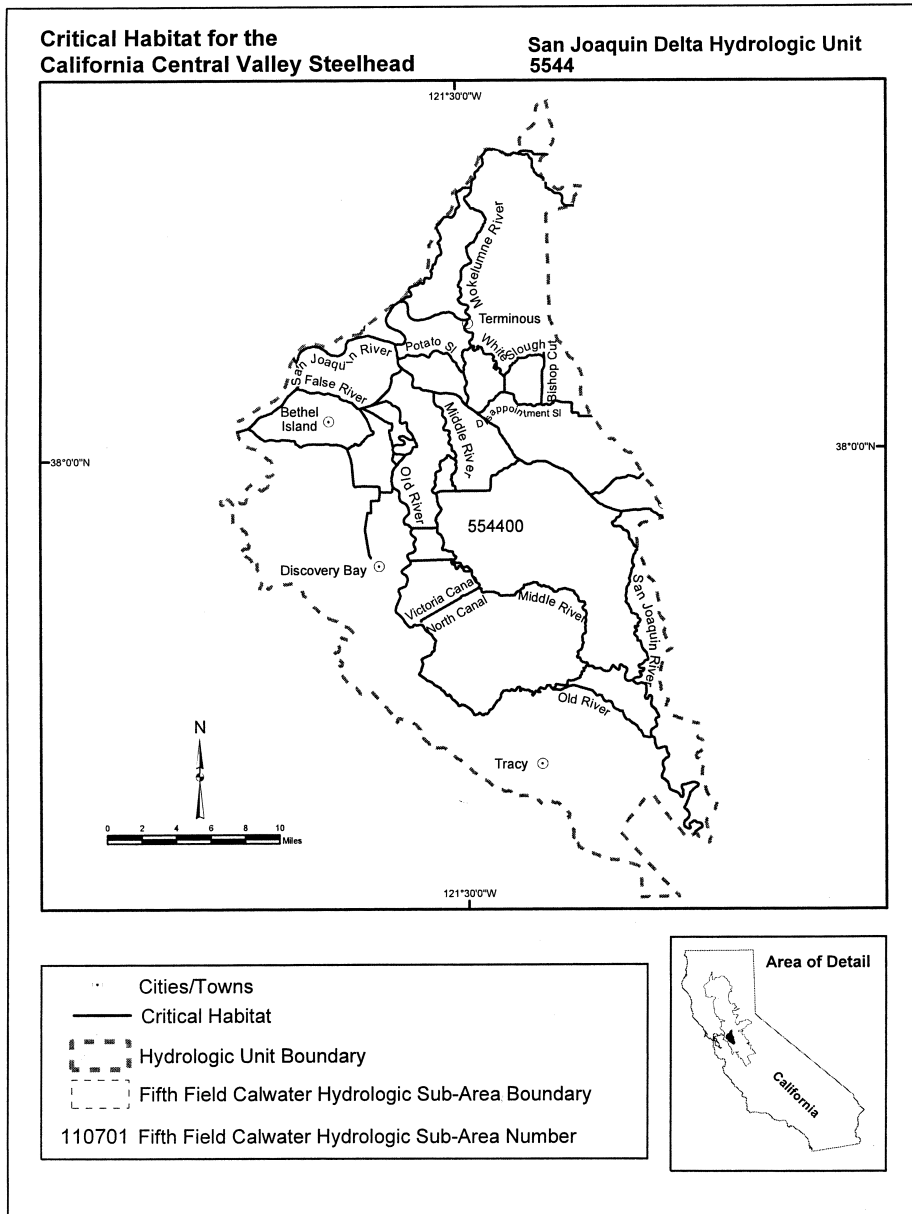 Critical Habitat for the
California Central Valley Steelhead
San Joaquin Delta Hydrologic Unit
5544
121°30'0"W
Mokelumne River
Terminous
San Joaquin River
Potato Sl
White Slough
Bishop Cut
False River
Disappointment Sl
Bethel
Island
Middle River
38°0'0"N
38°0'0"N
Old River
554400
Discovery Bay
Victoria Canal
North Canal
Middle River
San Joaquin River
Old River
Tracy
N
0 2 4 6 8 10
Miles
121°30'0"W
Cities/Towns
Critical Habitat
Hydrologic Unit Boundary
Fifth Field Calwater Hydrologic Sub-Area Boundary
110701 Fifth Field Calwater Hydrologic Sub-Area Number
Area of Detail
California